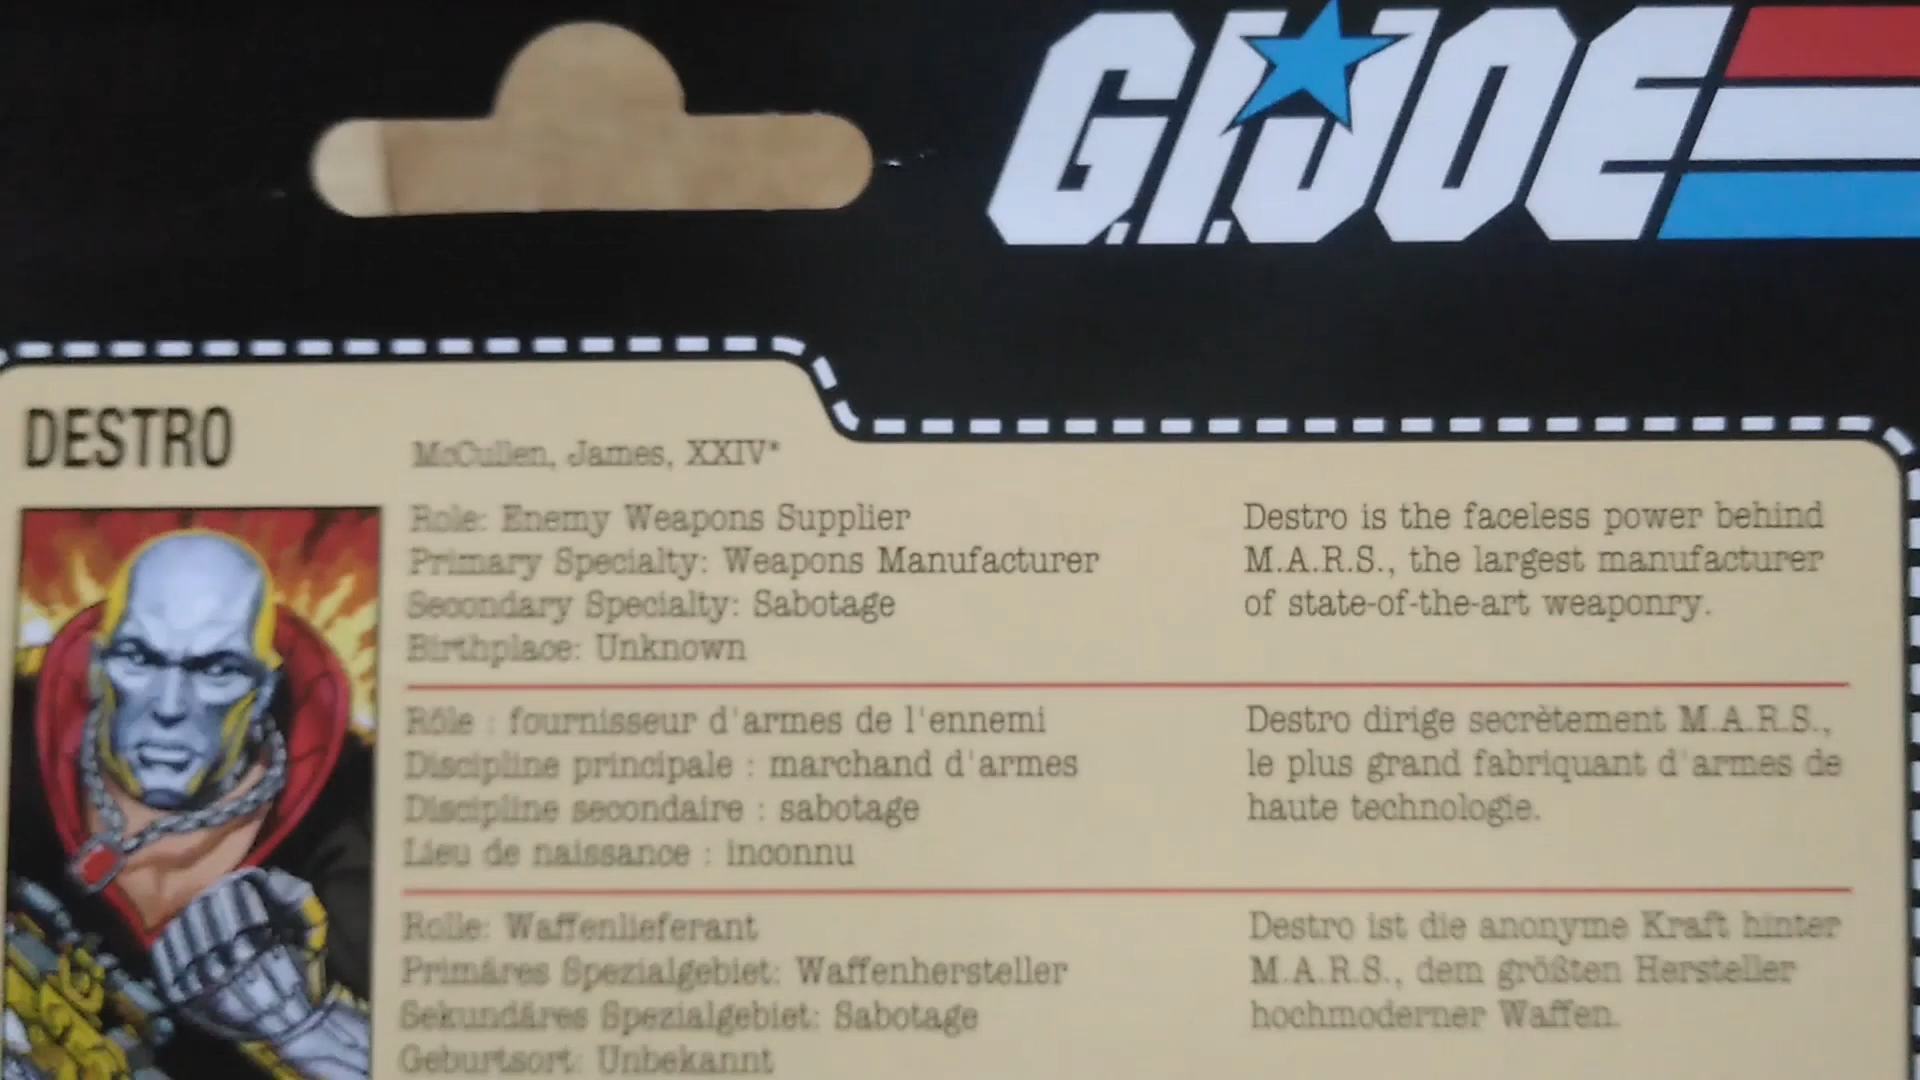 G.I.JOE
DESTRO
McCullen, James, XXIV*
Role: Enemy Weapons Supplier
Primary Specialty: Weapons Manufacturer
Secondary Specialty: Sabotage
Birthplace: Unknown
Destro is the faceless power behind
M.A.R.S., the largest manufacturer
of state-of-the-art weaponry.
Rôle : fournisseur d'armes de l'ennemi
Discipline principale : marchand d'armes
Discipline secondaire : sabotage
Lieu de naissance : inconnu
Destro dirige secrètement M.A.R.S.,
le plus grand fabriquant d'armes de
haute technologie.
Rolle: Waffenlieferant
Primäres Spezialgebiet: Waffenhersteller
Sekundäres Spezialgebiet: Sabotage
Geburtsort: Unbekannt
Destro ist die anonyme Kraft hinter
M.A.R.S., dem größten Hersteller
hochmoderner Waffen.